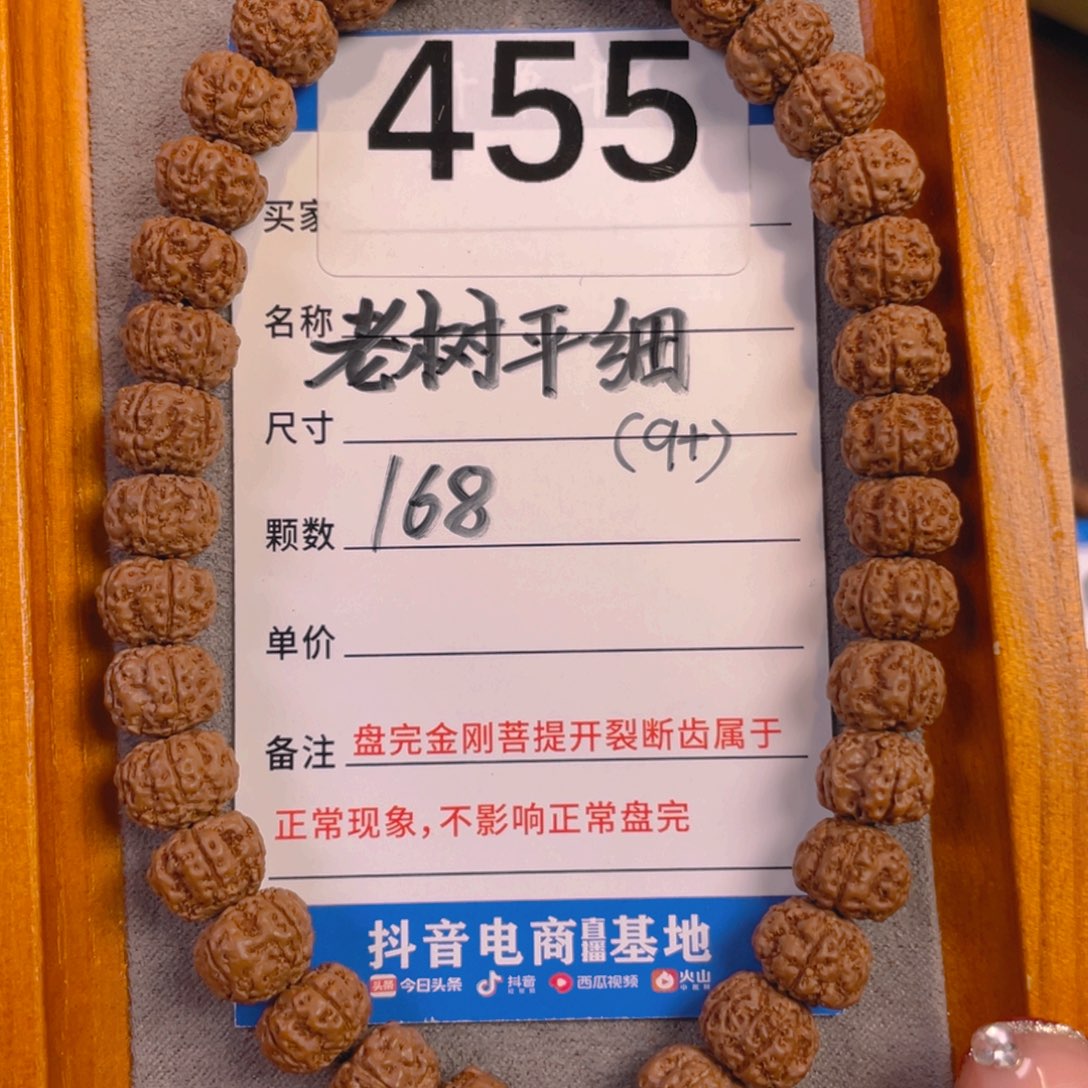 455
买家
名称 老树平细
尺寸 (9+)
颗数 168
单价
备注 盘完金刚菩提开裂断齿属于
正常现象,不影响正常盘完
抖音电商直播基地
头条 今日头条 抖音 西瓜视频 火山